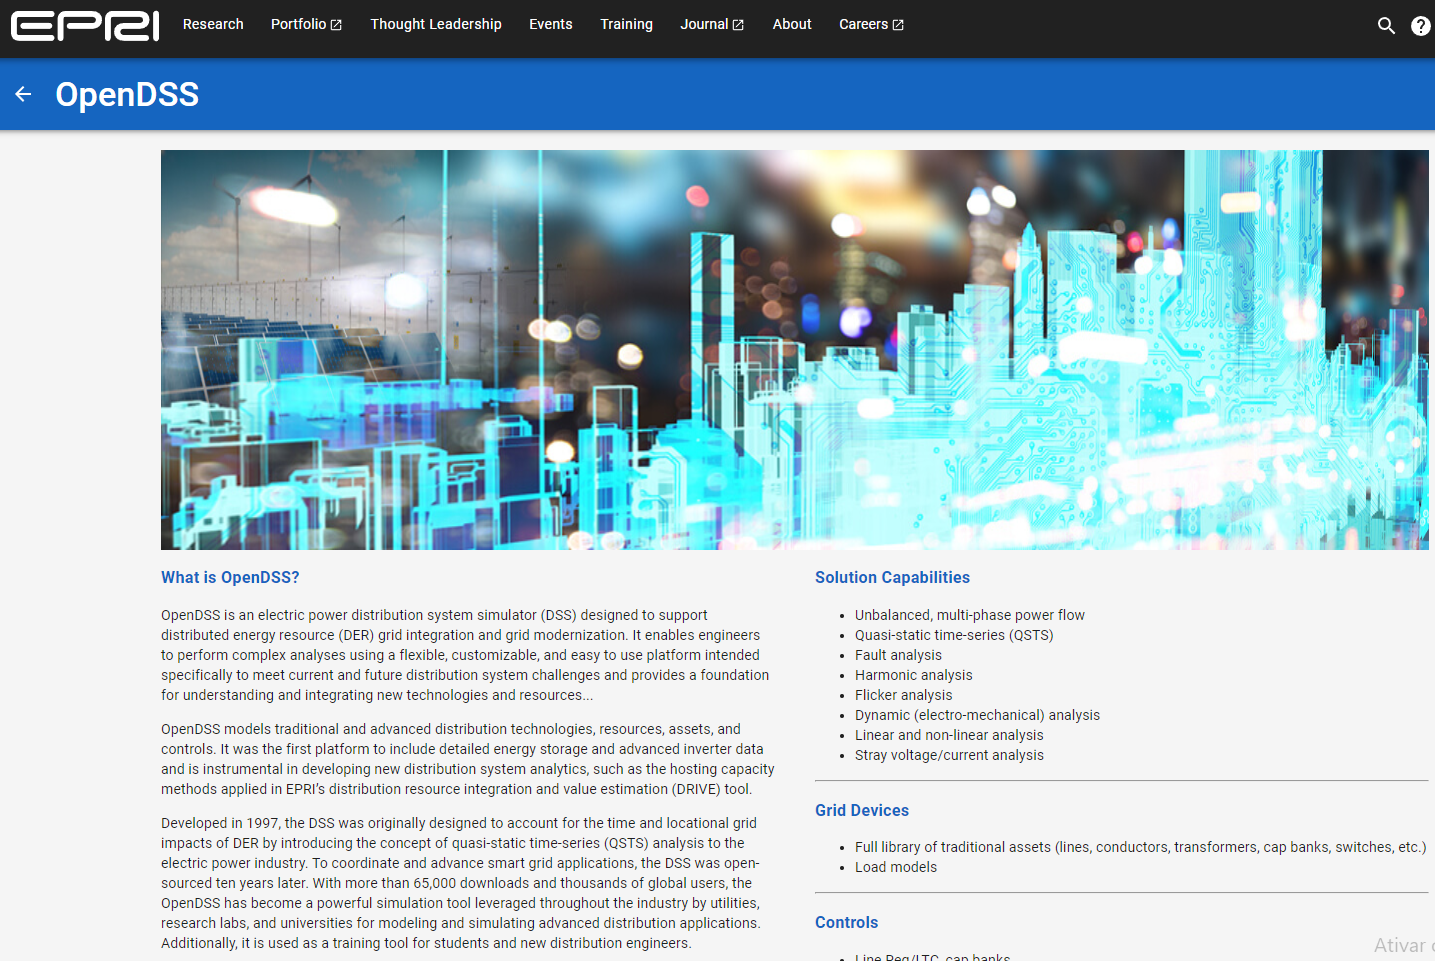 EPRI
Research
Portfolio
Thought Leadership
Events
Training
Journal
About
Careers
OpenDSS
What is OpenDSS?
OpenDSS is an electric power distribution system simulator (DSS) designed to support
distributed energy resource (DER) grid integration and grid modernization. It enables engineers
to perform complex analyses using a flexible, customizable, and easy to use platform intended
specifically to meet current and future distribution system challenges and provides a foundation
for understanding and integrating new technologies and resources...
OpenDSS models traditional and advanced distribution technologies, resources, assets, and
controls. It was the first platform to include detailed energy storage and advanced inverter data
and is instrumental in developing new distribution system analytics, such as the hosting capacity
methods applied in EPRI’s distribution resource integration and value estimation (DRIVE) tool.
Developed in 1997, the DSS was originally designed to account for the time and locational grid
impacts of DER by introducing the concept of quasi-static time-series (QSTS) analysis to the
electric power industry. To coordinate and advance smart grid applications, the DSS was open-
sourced ten years later. With more than 65,000 downloads and thousands of global users, the
OpenDSS has become a powerful simulation tool leveraged throughout the industry by utilities,
research labs, and universities for modeling and simulating advanced distribution applications.
Additionally, it is used as a training tool for students and new distribution engineers.
Solution Capabilities
• Unbalanced, multi-phase power flow
• Quasi-static time-series (QSTS)
• Fault analysis
• Harmonic analysis
• Flicker analysis
• Dynamic (electro-mechanical) analysis
• Linear and non-linear analysis
• Stray voltage/current analysis
Grid Devices
• Full library of traditional assets (lines, conductors, transformers, cap banks, switches, etc.)
• Load models
Controls
• Line Reg/LTC, cap banks
Ativar